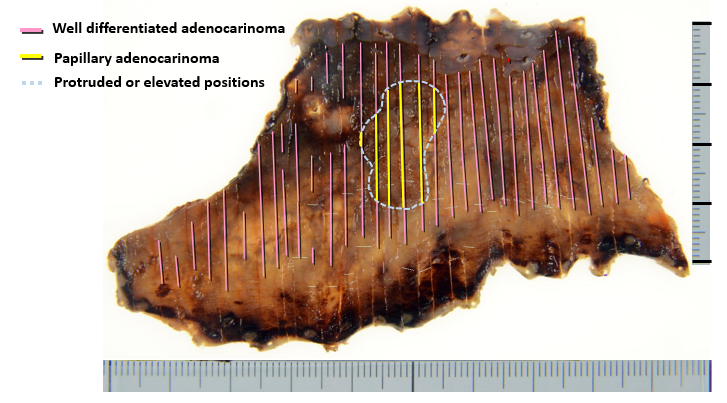 Well differentiated adenocarinoma
Papillary adenocarinoma
Protruded or elevated positions